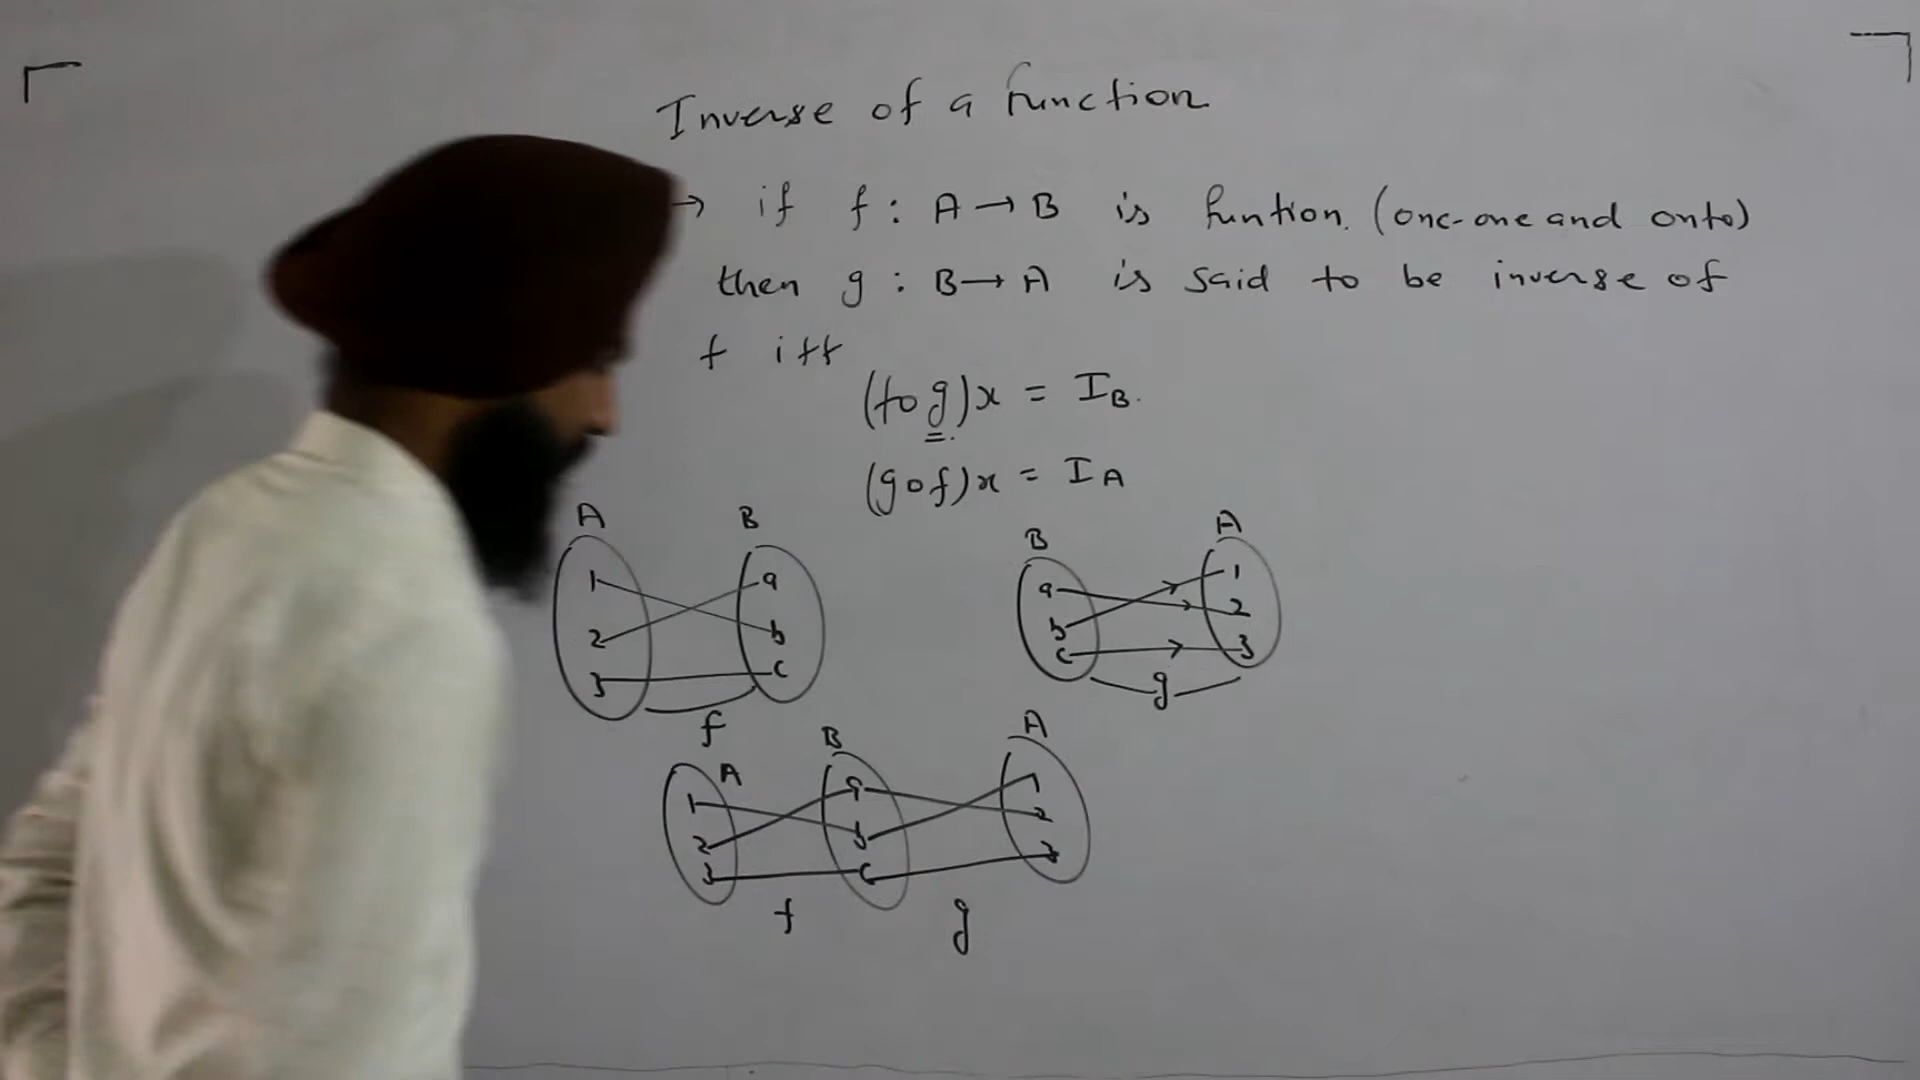 Inverse of a function
→ if f : A → B is funtion. (one-one and onto)
then g : B → A is said to be inverse of
f iff
(fog)x = I_B.
(gof)x = I_A
A B
1 a
2 b
3 c
f
B A
a 1
b 2
c 3
g
A B A
1 a 1
2 b 2
3 c 3
f g